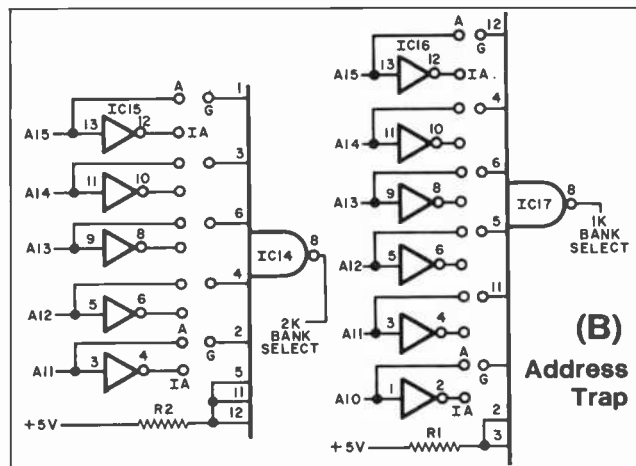 A
G
1
IC15
A15
13
12
IA
3
A14
11
10
6
A13
9
8
IC14
8
2K
BANK
SELECT
4
A12
5
6
A
G
2
A11
3
4
IA
5
11
12
+5V
R2
A
G
12
IC16
A15
13
12
IA.
4
A14
11
10
6
A13
9
8
IC17
8
1K
BANK
SELECT
5
A12
5
6
11
A11
3
4
A
G
A10
1
2
IA
2
3
+5V
R1
(B)
Address
Trap